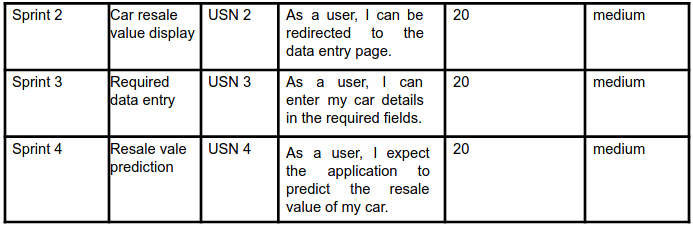 Sprint 2
Car resale
value display
USN 2
As a user, I can be
redirected to the
data entry page.
20
medium
Sprint 3
Required
data entry
USN 3
As a user, I can
enter my car details
in the required fields.
20
medium
Sprint 4
Resale vale
prediction
USN 4
As a user, I expect
the application to
predict the resale
value of my car.
20
medium